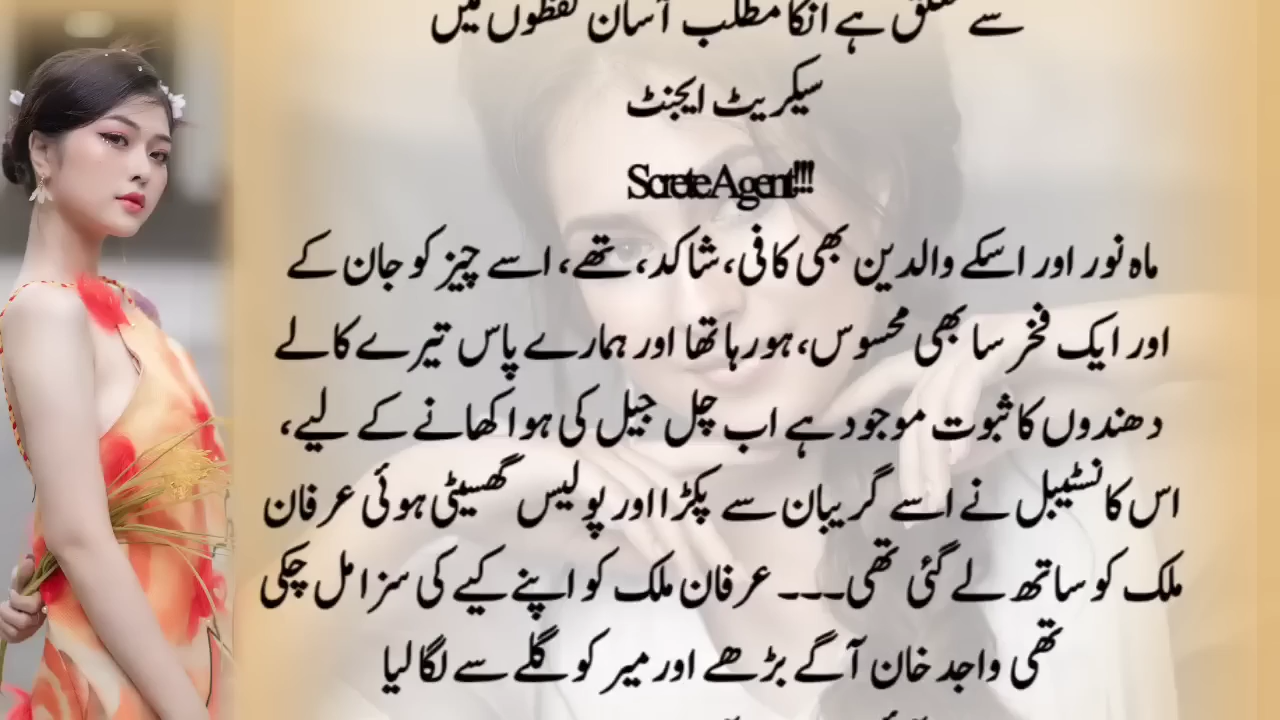 سے تعلق ہے انکا مطلب آسان لفظوں میں
سیکریٹ ایجنٹ
Screte Agent!!!
ماہ نور اور اسکے والدین بھی کافی، شاکڈ، تھے، اسے چیز کو جان کے
اور ایک فخر سا بھی محسوس، ہورہا تھا اور ہمارے پاس تیرے کالے
دھندوں کا ثبوت موجود ہے اب چل جیل کی ہوا کھانے کے لیے،
اس کانسٹیبل نے اسے گریبان سے پکڑا اور پولیس گھسیٹی ہوئی عرفان
ملک کو ساتھ لے گئی تھی۔۔۔ عرفان ملک کو اپنے کیے کی سزا مل چکی
تھی واجد خان آگے بڑھے اور میر کو گلے سے لگا لیا